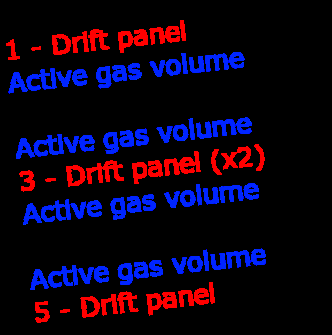 1 - Drift panel
Active gas volume
Active gas volume
3 - Drift panel (x2)
Active gas volume
Active gas volume
5 - Drift panel